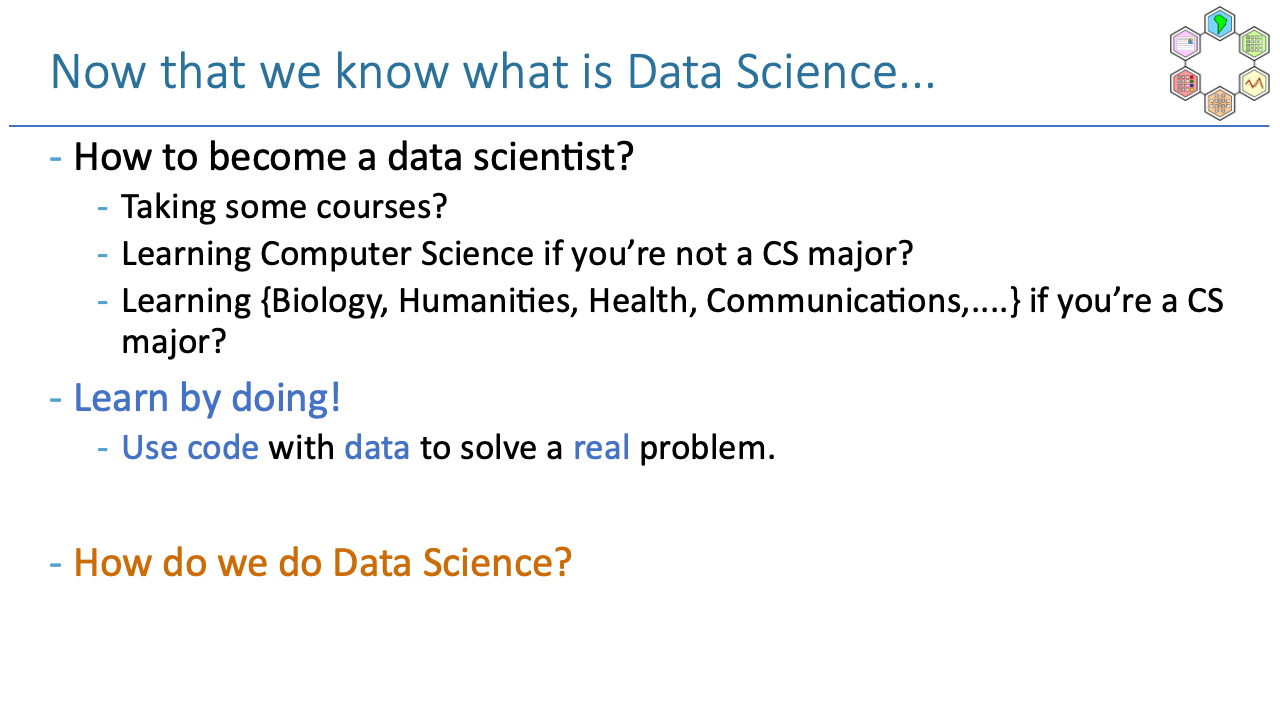 Now that we know what is Data Science...
- How to become a data scientist?
- Taking some courses?
- Learning Computer Science if you’re not a CS major?
- Learning {Biology, Humanities, Health, Communications,....} if you’re a CS
major?
- Learn by doing!
- Use code with data to solve a real problem.
- How do we do Data Science?